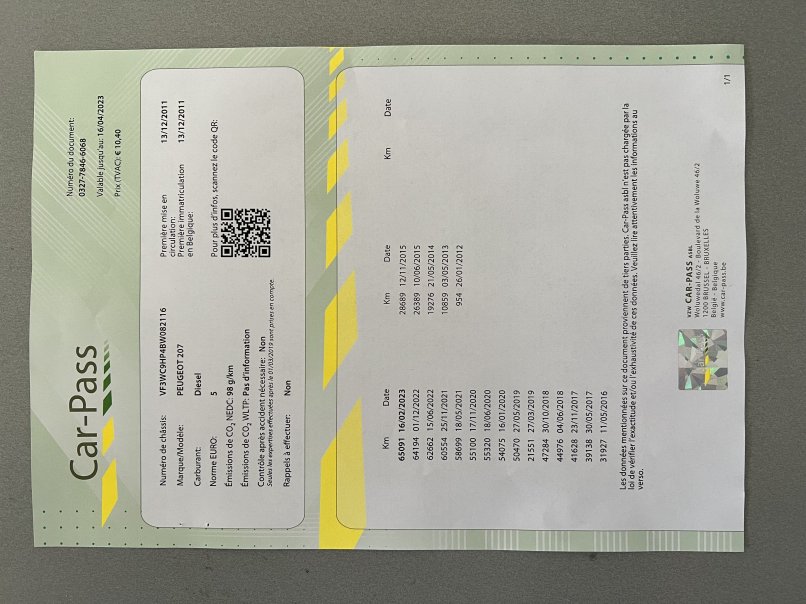 Car-Pass
Numéro du document:
0327-7846-6068
Valable jusqu'au: 16/04/2023
Prix (TVAC): € 10,40
Numéro de châssis: VF3WC9HP4BW082116
Marque/Modèle: PEUGEOT 207
Carburant: Diesel
Norme EURO: 5
Émissions de CO2 NEDC: 98 g/km
Émissions de CO2 WLTP: Pas d'information
Contrôle après accident nécessaire: Non
Seules les expertises effectuées après le 01/03/2019 sont prises en compte.
Rappels à effectuer: Non
Première mise en circulation: 13/12/2011
Première immatriculation en Belgique: 13/12/2011
Pour plus d'infos, scannez le code QR:
Km Date
65091 16/02/2023
64194 01/12/2022
62662 15/06/2022
60554 25/11/2021
58699 18/05/2021
55100 17/11/2020
55320 18/06/2020
54075 16/01/2020
50470 27/05/2019
21551 27/03/2019
47284 30/10/2018
44976 04/06/2018
41628 23/11/2017
39138 30/05/2017
31927 11/05/2016
Km Date
28689 12/11/2015
26389 10/06/2015
19276 21/05/2014
10859 03/05/2013
954 26/01/2012
Km Date
Les données mentionnées sur ce document proviennent de tiers parties. Car-Pass asbl n'est pas chargée par la
loi de vérifier l'exactitude et/ou l'exhaustivité de ces données. Veuillez lire attentivement les informations au
verso.
VZW CAR-PASS ASBL
Woluwedal 46/2 - Boulevard de la Woluwe 46/2
1200 BRUSSEL - BRUXELLES
België - Belgique
www.car-pass.be
1/1